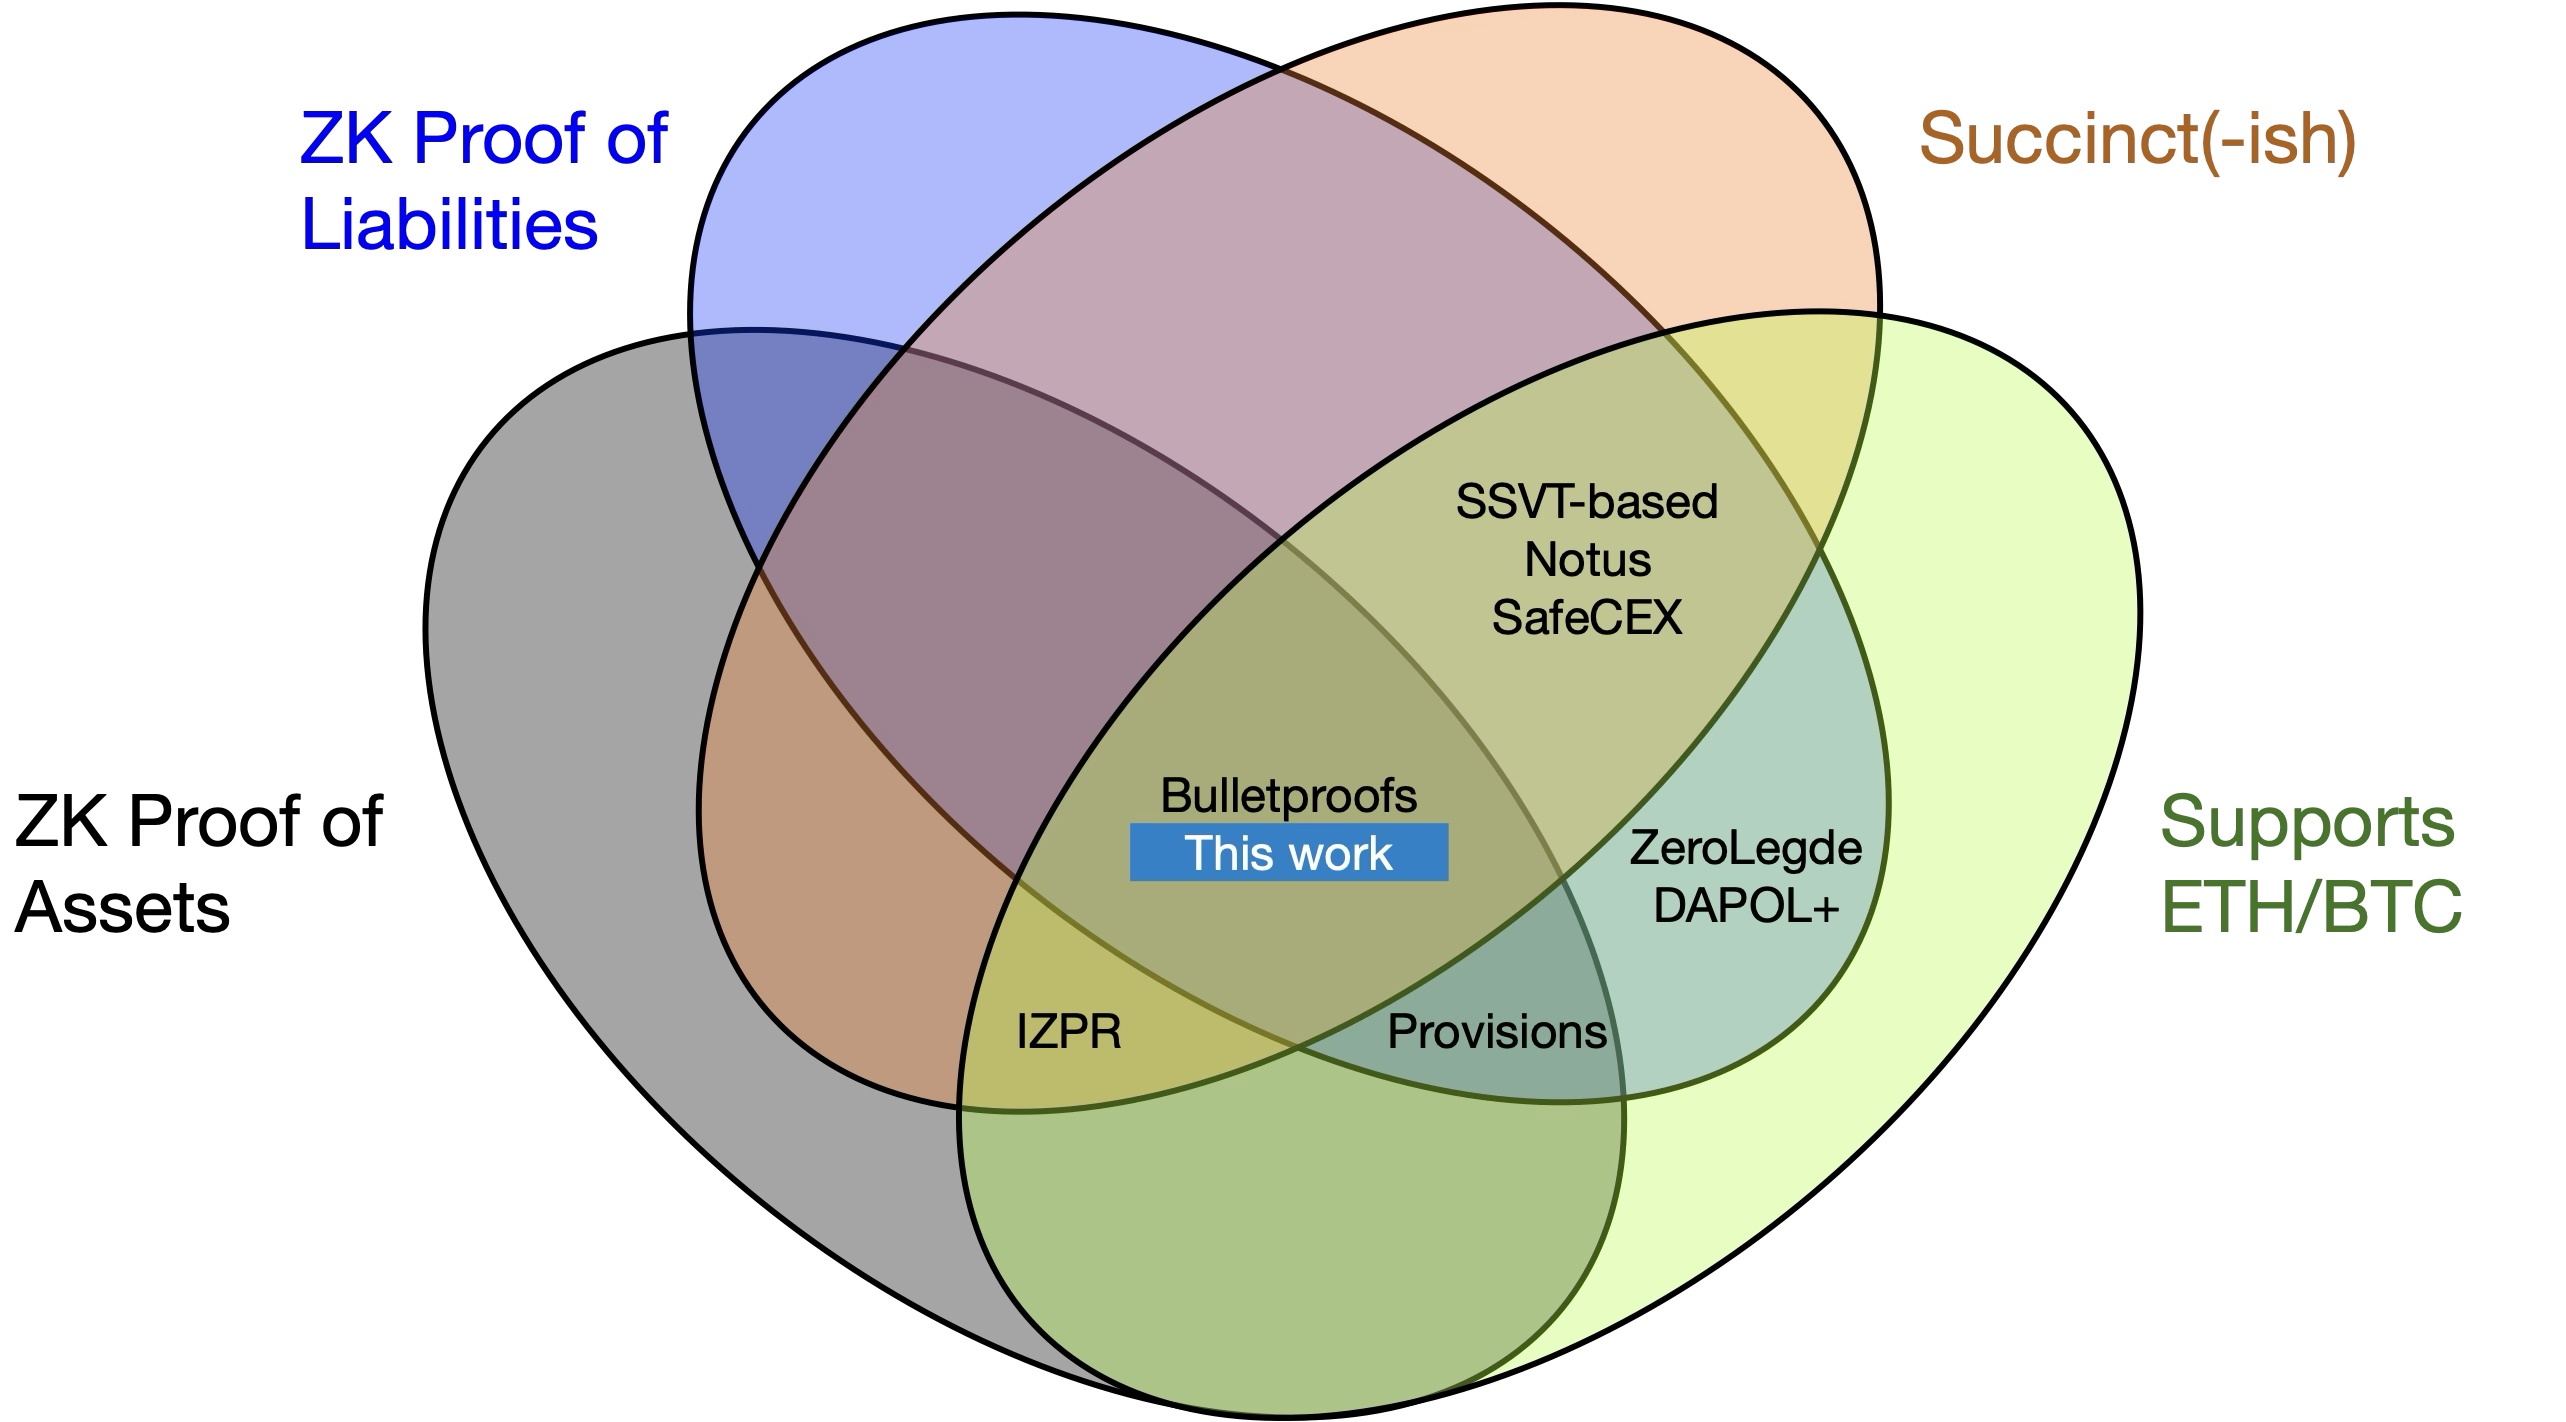 ZK Proof of
Liabilities
Succinct(-ish)
SSVT-based
Notus
SafeCEX
ZK Proof of
Assets
Bulletproofs
This work
ZeroLegde
DAPOL+
Supports
ETH/BTC
IZPR
Provisions